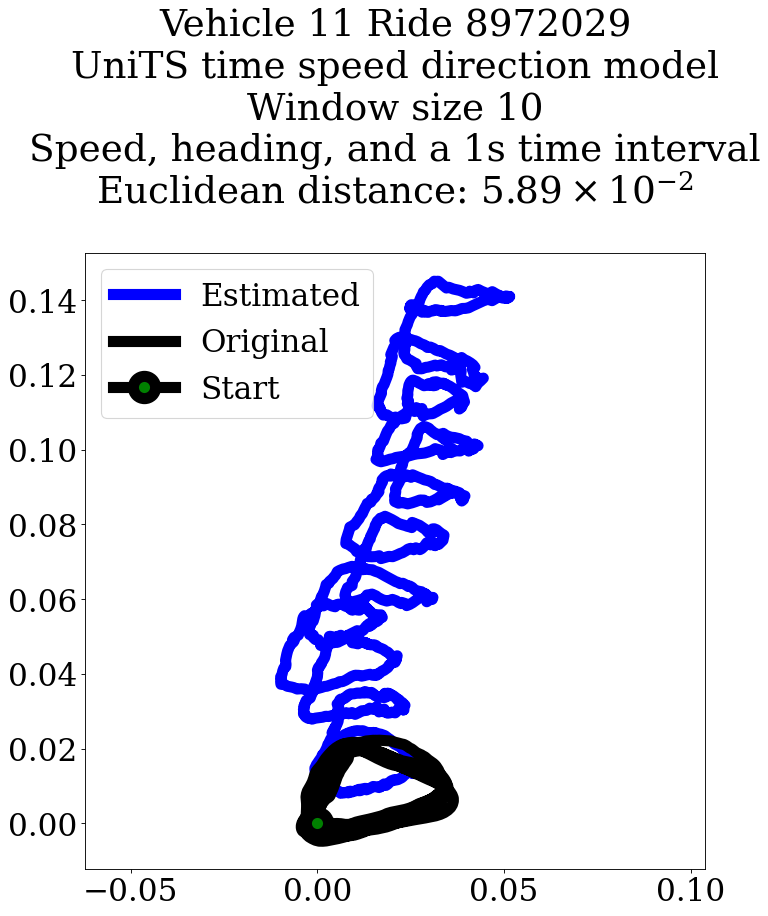 Vehicle 11 Ride 8972029
UniTS time speed direction model
Window size 10
Speed, heading, and a 1s time interval
Euclidean distance: 5.89 × 10⁻²
Estimated
Original
Start
0.14
0.12
0.10
0.08
0.06
0.04
0.02
0.00
−0.05
0.00
0.05
0.10